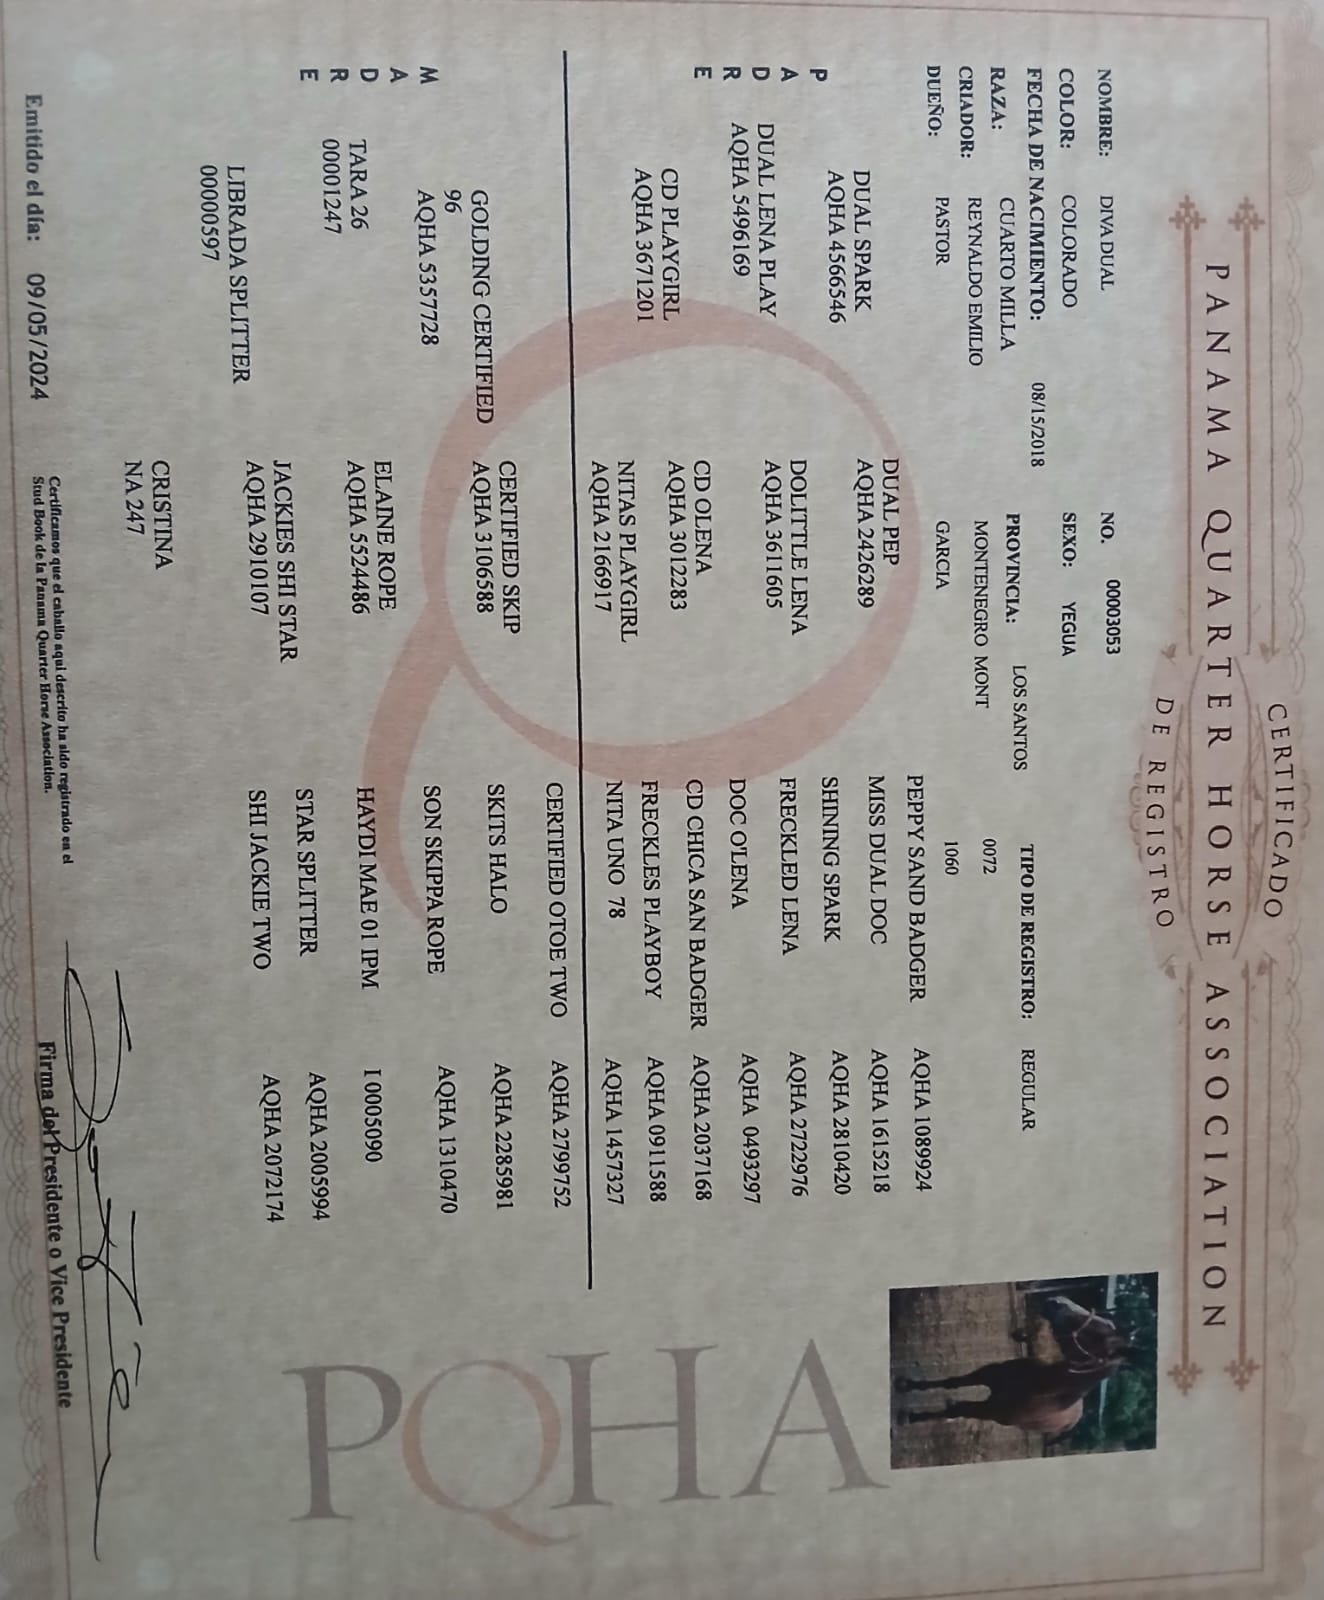 CERTIFICADO
PANAMA QUARTER HORSE ASSOCIATION
DE REGISTRO
NOMBRE: DIVA DUAL NO. 00003053
COLOR: COLORADO SEXO: YEGUA
FECHA DE NACIMIENTO: 08/15/2018 PROVINCIA: LOS SANTOS TIPO DE REGISTRO: REGULAR
RAZA: CUARTO MILLA
CRIADOR: REYNALDO EMILIO MONTENEGRO MONT 0072
DUEÑO: PASTOR GARCIA 1060
PADRE
DUAL LENA PLAY
AQHA 5496169
DUAL SPARK
AQHA 4566546
CD PLAYGIRL
AQHA 3671201
DUAL PEP
AQHA 2426289
DOLITTLE LENA
AQHA 3611605
CD OLENA
AQHA 3012283
NITAS PLAYGIRL
AQHA 2166917
PEPPY SAND BADGER AQHA 1089924
MISS DUAL DOC AQHA 1615218
SHINING SPARK AQHA 2810420
FRECKLED LENA AQHA 2722976
DOC O'LENA AQHA 0493297
CD CHICA SAN BADGER AQHA 2037168
FRECKLES PLAYBOY AQHA 0911588
NITA UNO 78 AQHA 1457327
MADRE
TARA 26
00001247
GOLDING CERTIFIED
96
AQHA 5357728
LIBRADA SPLITTER
00000597
CERTIFIED SKIP
AQHA 3106588
ELAINE ROPE
AQHA 5524486
JACKIES SHI STAR
AQHA 2910107
CRISTINA
NA 247
CERTIFIED OTOE TWO AQHA 2799752
SKITS HALO AQHA 2285981
SON SKIPPA ROPE AQHA 1310470
HAYDI MAE 01 IPM I 0005090
STAR SPLITTER AQHA 2005994
SHI JACKIE TWO AQHA 2072174
PQHA
Emitido el día: 09/05/2024
Certificamos que el caballo aquí descrito ha sido registrado en el
Stud Book de la Panama Quarter Horse Association.
Firma del Presidente o Vice Presidente